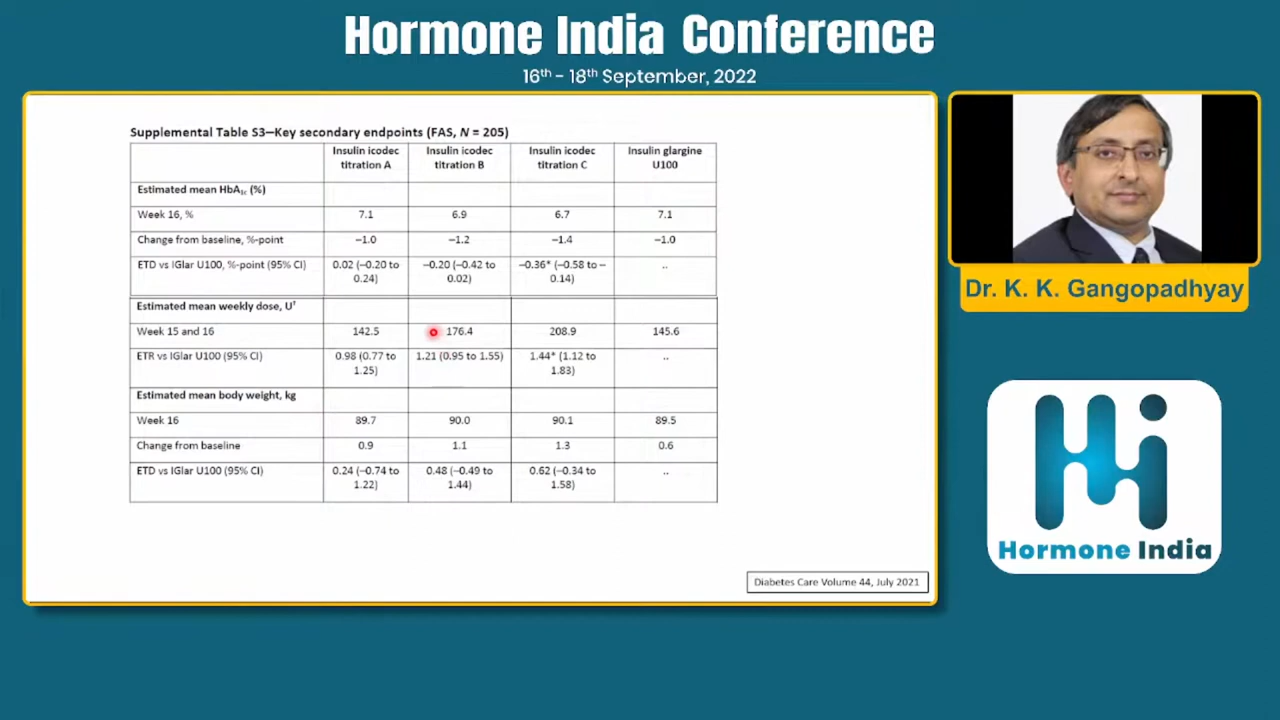 Hormone India Conference
16th - 18th September, 2022
Supplemental Table S3—Key secondary endpoints (FAS, N = 205)
Insulin icodec titration A Insulin icodec titration B Insulin icodec titration C Insulin glargine U100
Estimated mean HbA1c (%)
Week 16, % 7.1 6.9 6.7 7.1
Change from baseline, %-point −1.0 −1.2 −1.4 −1.0
ETD vs IGlar U100, %-point (95% CI) 0.02 (−0.20 to 0.24) −0.20 (−0.42 to 0.02) −0.36* (−0.58 to −0.14) ..
Estimated mean weekly dose, U†
Week 15 and 16 142.5 176.4 208.9 145.6
ETR vs IGlar U100 (95% CI) 0.98 (0.77 to 1.25) 1.21 (0.95 to 1.55) 1.44* (1.12 to 1.83) ..
Estimated mean body weight, kg
Week 16 89.7 90.0 90.1 89.5
Change from baseline 0.9 1.1 1.3 0.6
ETD vs IGlar U100 (95% CI) 0.24 (−0.74 to 1.22) 0.48 (−0.49 to 1.44) 0.62 (−0.34 to 1.58) ..
Diabetes Care Volume 44, July 2021
Dr. K. K. Gangopadhyay
Hormone India